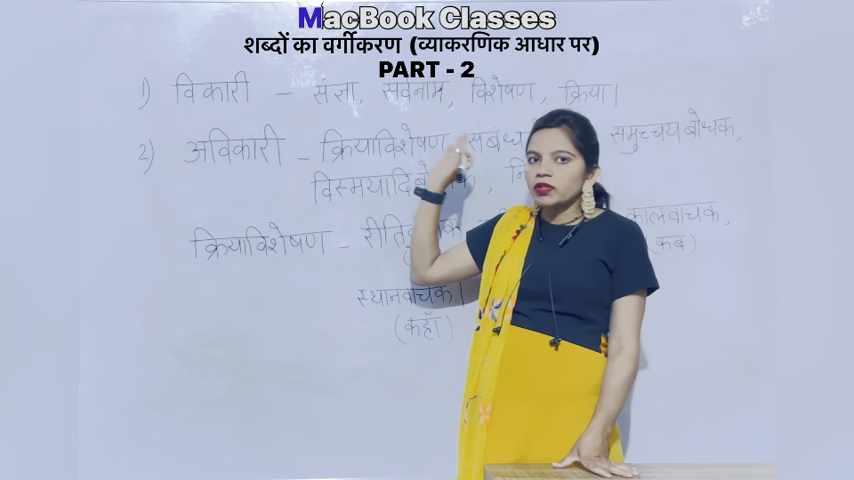 MacBook Classes
शब्दों का वर्गीकरण (व्याकरणिक आधार पर)
PART - 2
1) विकारी - संज्ञा, सर्वनाम, विशेषण, क्रिया।
2) अविकारी - क्रियाविशेषण, समुच्चय बोधक,
क्रियाविशेषण - कालवाचक,
(कब)
स्थानवाचक।
(कहाँ)